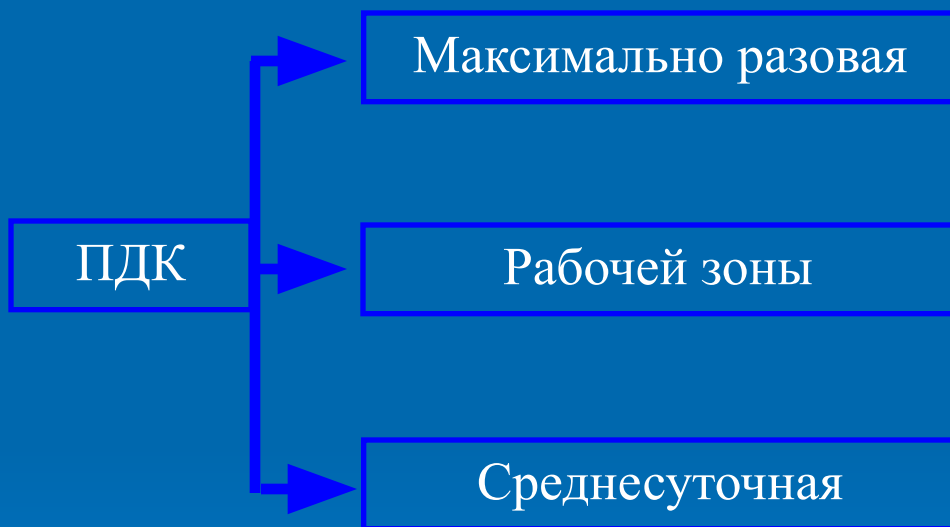 Максимально разовая
ПДК
Рабочей зоны
Среднесуточная